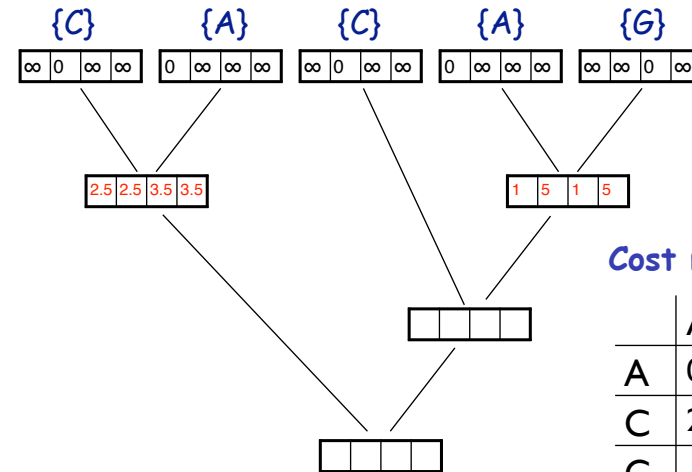 {C} {A} {C} {A} {G}
∞ 0 ∞ ∞ 0 ∞ ∞ ∞ ∞ 0 ∞ ∞ 0 ∞ ∞ ∞ ∞ ∞ 0 ∞
2.5 2.5 3.5 3.5 1 5 1 5
Cost
A
C